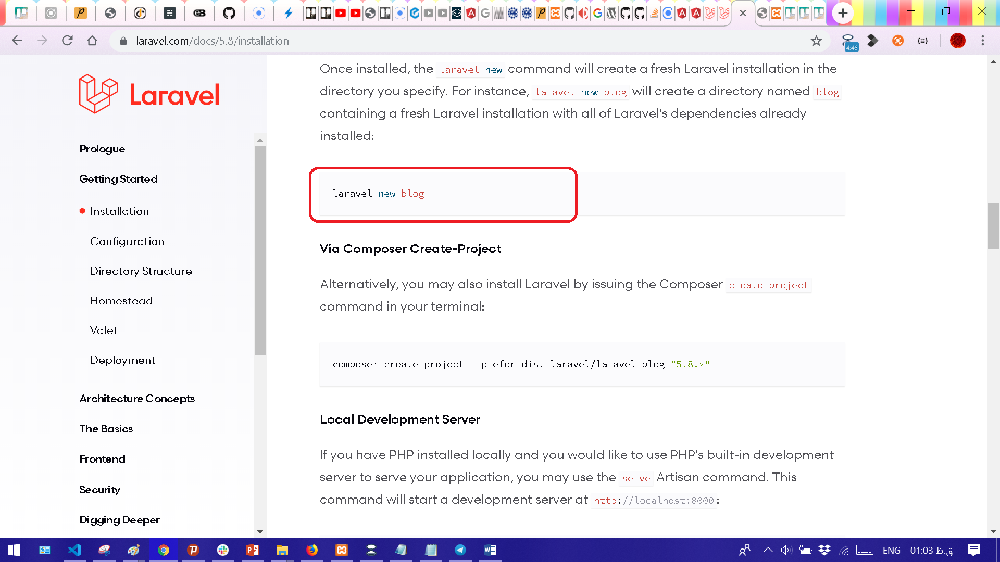 laravel.com/docs/5.8/installation
4:46
Laravel
Prologue
Getting Started
Installation
Configuration
Directory Structure
Homestead
Valet
Deployment
Architecture Concepts
The Basics
Frontend
Security
Digging Deeper
Once installed, the laravel new command will create a fresh Laravel installation in the
directory you specify. For instance, laravel new blog will create a directory named blog
containing a fresh Laravel installation with all of Laravel's dependencies already
installed:
laravel new blog
Via Composer Create-Project
Alternatively, you may also install Laravel by issuing the Composer create-project
command in your terminal:
composer create-project --prefer-dist laravel/laravel blog "5.8.*"
Local Development Server
If you have PHP installed locally and you would like to use PHP's built-in development
server to serve your application, you may use the serve Artisan command. This
command will start a development server at http://localhost:8000:
ENG
01:03 ق.ظ